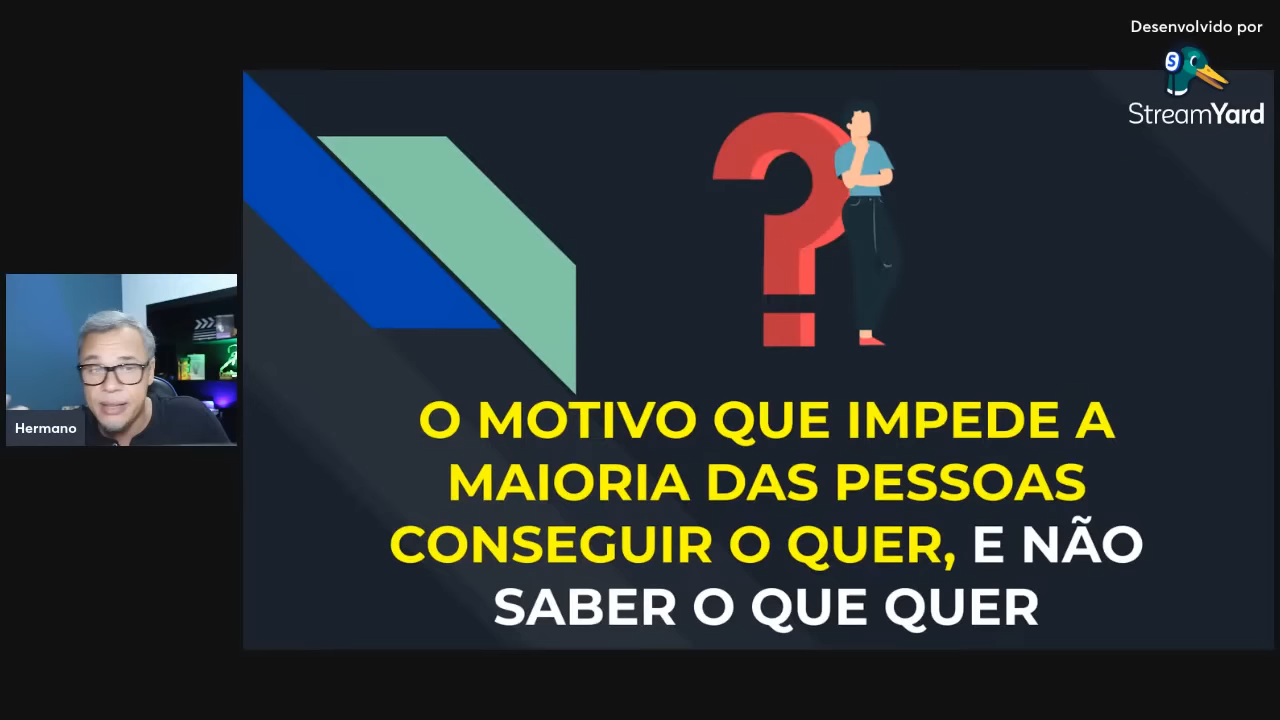 Desenvolvido por
StreamYard
Hermano
O MOTIVO QUE IMPEDE A
MAIORIA DAS PESSOAS
CONSEGUIR O QUER, E NÃO
SABER O QUE QUER